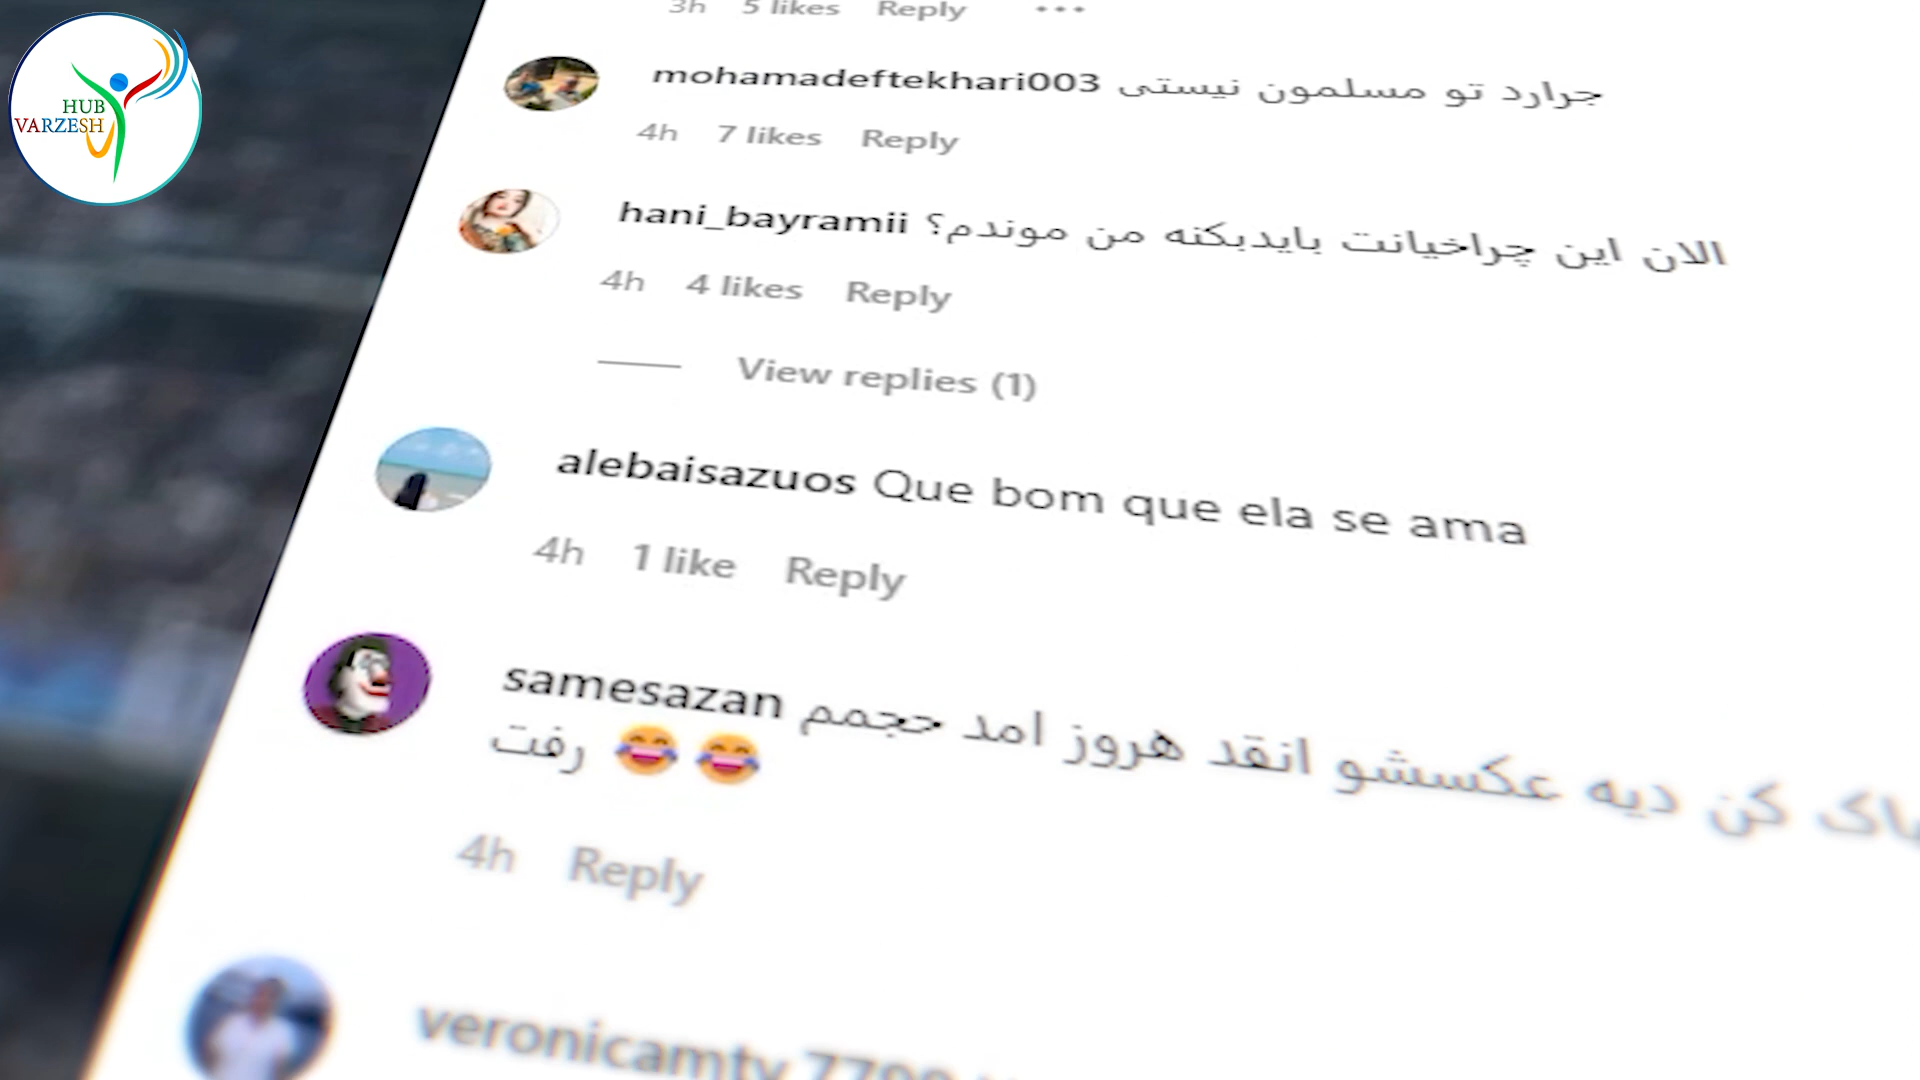 HUB
VARZESH
3h 5 likes Reply
mohamadeftekhari003 جرارد تو مسلمون نیستی
4h 7 likes Reply
hani_bayramii الان این چراخیانت بایدبکنه من موندم؟
4h 4 likes Reply
View replies (1)
alebaisazuos Que bom que ela se ama
4h 1 like Reply
samesazan کن دیه عکسشو انقد هروز امد حجمم
رفت 😂😂
4h Reply
veronicamty